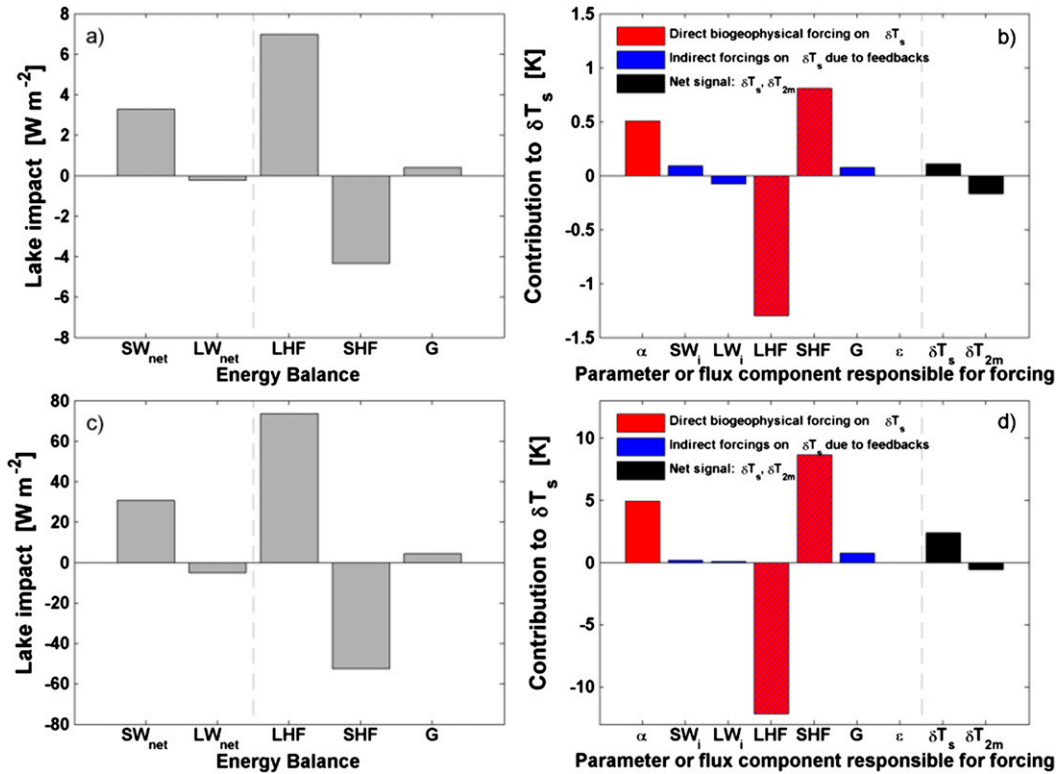 a)
Lake impact [W m⁻²]
8
6
4
2
0
-2
-4
-6
-8
SW_net LW_net LHF SHF G
Energy Balance
b)
Direct biogeophysical forcing on δT_s
Indirect forcings on δT_s due to feedbacks
Net signal: δT_s, δT_2m
Contribution to δT_s [K]
1
0.5
0
-0.5
-1
-1.5
α SW_i LW_i LHF SHF G ε δT_s δT_2m
Parameter or flux component responsible for forcing
c)
Lake impact [W m⁻²]
80
60
40
20
0
-20
-40
-60
-80
SW_net LW_net LHF SHF G
Energy Balance
d)
Direct biogeophysical forcing on δT_s
Indirect forcings on δT_s due to feedbacks
Net signal: δT_s, δT_2m
Contribution to δT_s [K]
10
5
0
-5
-10
α SW_i LW_i LHF SHF G ε δT_s δT_2m
Parameter or flux component responsible for forcing